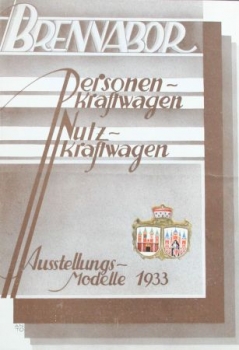 BRENNABOR
Personen-
kraftwagen
Nutz-
kraftwagen
Ausstellungs-
Modelle 1933